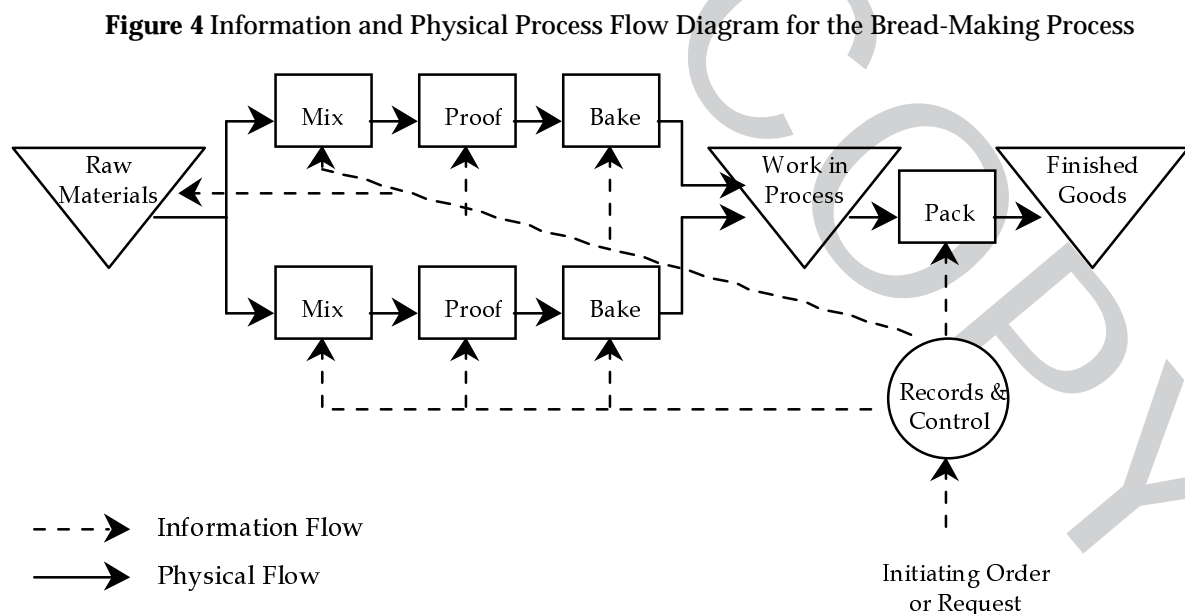 Figure 4 Information and Physical Process Flow Diagram for the Bread-Making Process
Mix
Proof
Bake
Raw
Materials
Work in
Process
Finished
Goods
Pack
Mix
Proof
Bake
Records &
Control
Information Flow
Physical Flow
Initiating Order
or Request
COPY